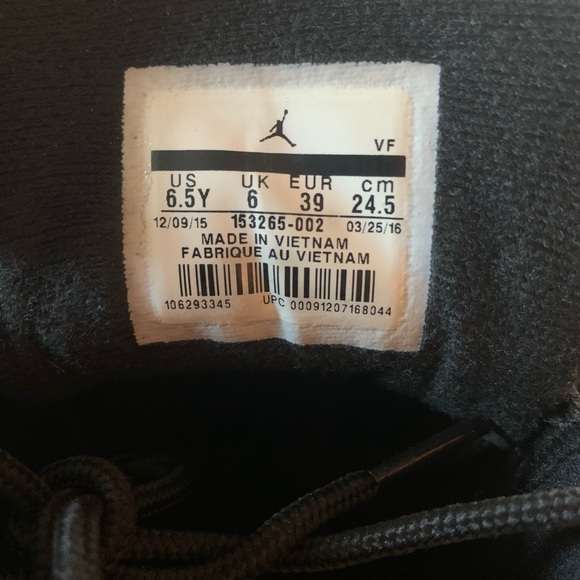 VF
US UK EUR cm
6.5Y 6 39 24.5
12/09/15 153265-002 03/25/16
MADE IN VIETNAM
FABRIQUE AU VIETNAM
106293345 UPC 00091207168044